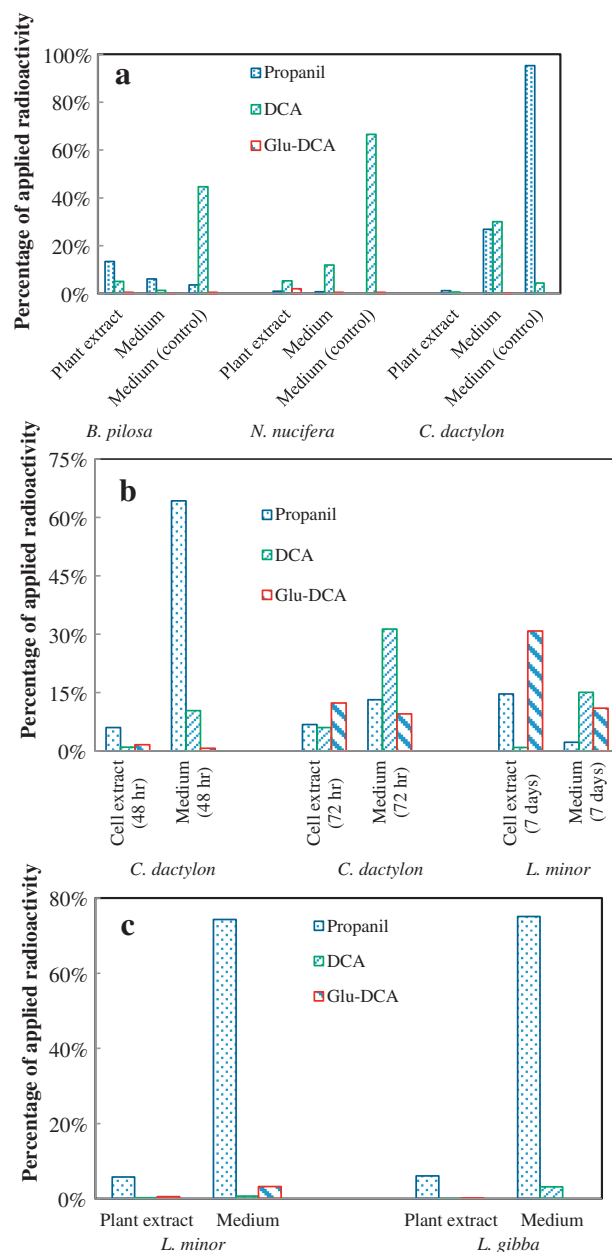 a
Percentage of applied radioactivity
100%
80%
60%
40%
20%
0%
Propanil
DCA
Glu-DCA
Plant extract
Medium
Medium (control)
Plant extract
Medium
Medium (control)
Plant extract
Medium
Medium (control)
B. pilosa
N. nucifera
C. dactylon
b
Percentage of applied radioactivity
75%
60%
45%
30%
15%
0%
Propanil
DCA
Glu-DCA
Cell extract
(48 hr)
Medium
(48 hr)
Cell extract
(72 hr)
Medium
(72 hr)
Cell extract
(7 days)
Medium
(7 days)
C. dactylon
C. dactylon
L. minor
c
Percentage of applied radioactivity
80%
60%
40%
20%
0%
Propanil
DCA
Glu-DCA
Plant extract
Medium
Plant extract
Medium
L. minor
L. gibba